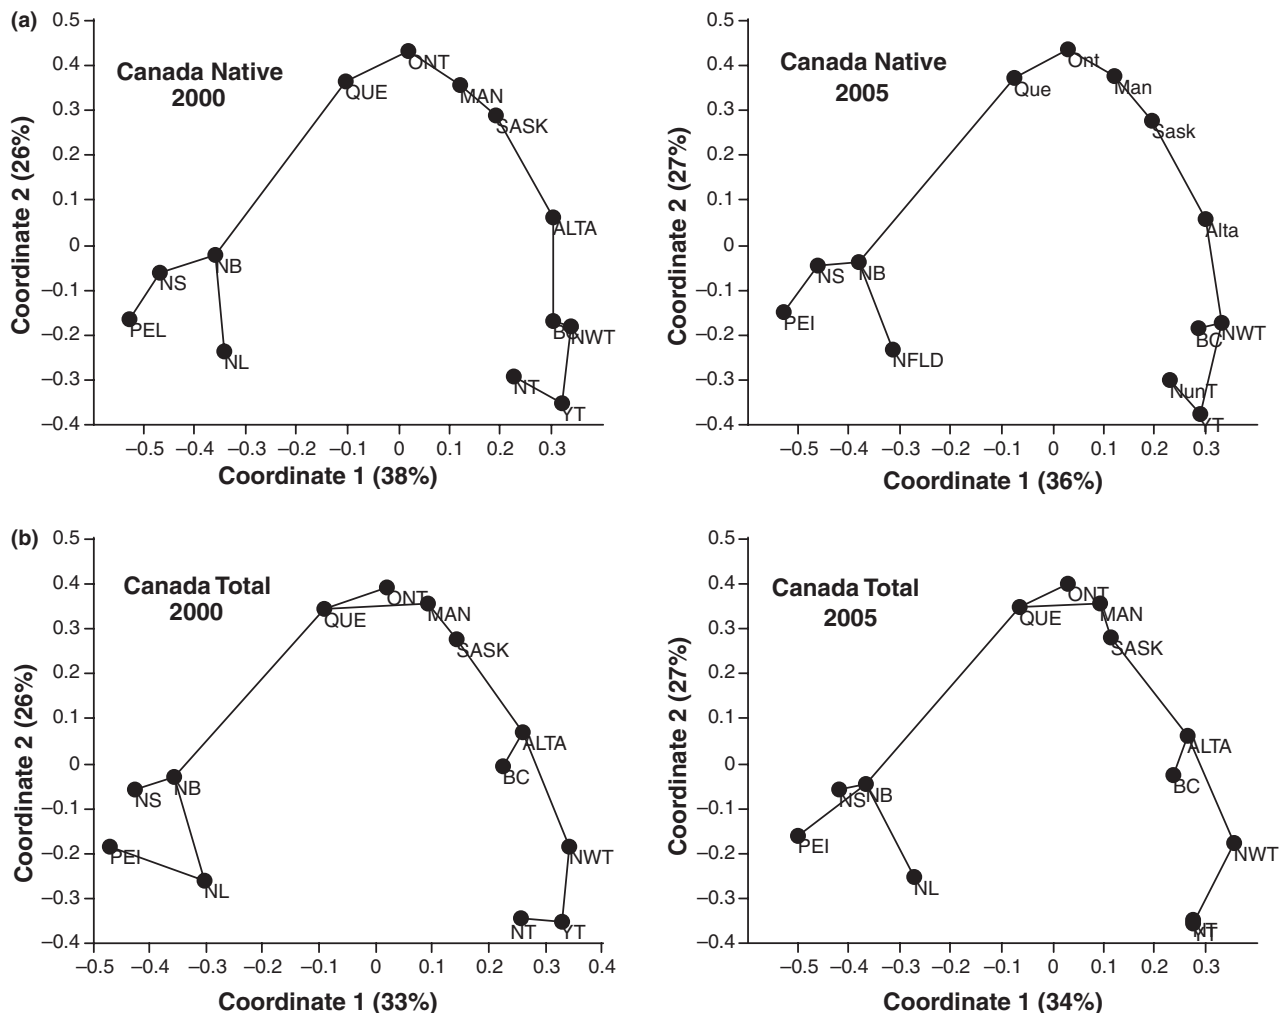 (a)
Canada Native
2000
Coordinate 2 (26%)
0.5
0.4
0.3
0.2
0.1
0
–0.1
–0.2
–0.3
–0.4
QUE
ONT
MAN
SASK
ALTA
NB
NS
PEL
NL
BC
NWT
NT
YT
–0.5 –0.4 –0.3 –0.2 –0.1 0 0.1 0.2 0.3
Coordinate 1 (38%)
Canada Native
2005
Coordinate 2 (27%)
0.5
0.4
0.3
0.2
0.1
0
–0.1
–0.2
–0.3
–0.4
Ont
Que
Man
Sask
Alta
NS
NB
PEI
NFLD
BC
NWT
NunT
YT
–0.5 –0.4 –0.3 –0.2 –0.1 0 0.1 0.2 0.3
Coordinate 1 (36%)
(b)
Canada Total
2000
Coordinate 2 (26%)
0.5
0.4
0.3
0.2
0.1
0
–0.1
–0.2
–0.3
–0.4
ONT
QUE
MAN
SASK
ALTA
BC
NB
NS
PEI
NL
NWT
NT
YT
–0.5 –0.4 –0.3 –0.2 –0.1 0 0.1 0.2 0.3 0.4
Coordinate 1 (33%)
Canada Total
2005
Coordinate 2 (27%)
0.5
0.4
0.3
0.2
0.1
0
–0.1
–0.2
–0.3
–0.4
ONT
QUE
MAN
SASK
ALTA
BC
NS
NB
PEI
NL
NWT
NT
YT
–0.5 –0.4 –0.3 –0.2 –0.1 0 0.1 0.2 0.3
Coordinate 1 (34%)